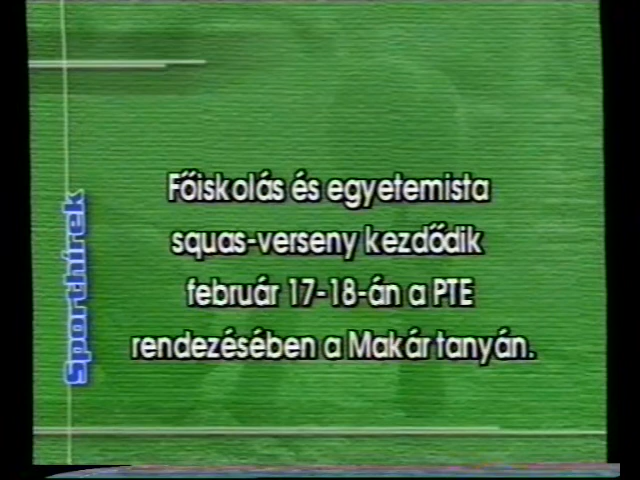 Sporthírek
Főiskolás és egyetemista
squas-verseny kezdődik
február 17-18-án a PTE
rendezésében a Makár tanyán.